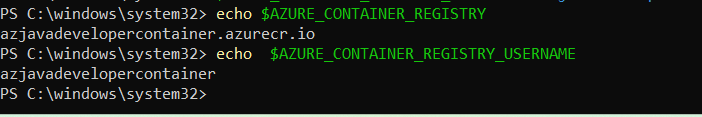 PS C:\windows\system32> echo $AZURE_CONTAINER_REGISTRY
azjavadevelopercontainer.azurecr.io
PS C:\windows\system32> echo  $AZURE_CONTAINER_REGISTRY_USERNAME
azjavadevelopercontainer
PS C:\windows\system32>